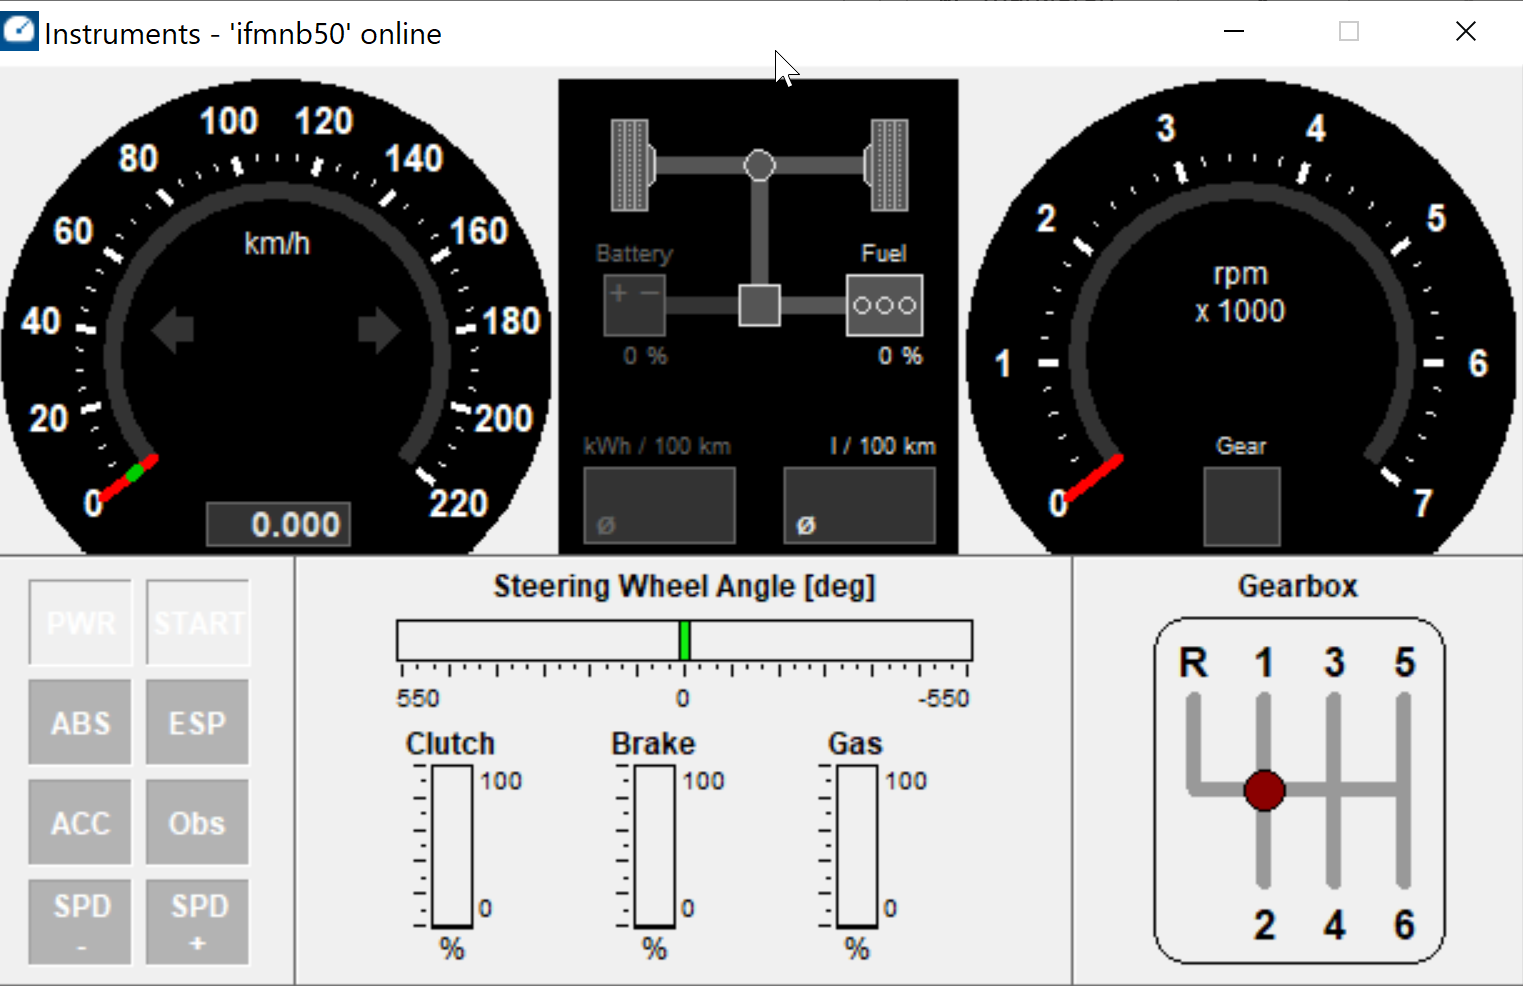 Instruments - 'ifmnb50' online
0
20
40
60
80
100
120
140
160
180
200
220
km/h
0.000
Battery
Fuel
+ −
0 %
0 %
kWh / 100 km
l / 100 km
ø
ø
0
1
2
3
4
5
6
7
rpm
x 1000
Gear
PWR
START
ABS
ESP
ACC
Obs
SPD
-
SPD
+
Steering Wheel Angle [deg]
550
0
-550
Clutch
100
0
%
Brake
100
0
%
Gas
100
0
%
Gearbox
R 1 3 5
2 4 6